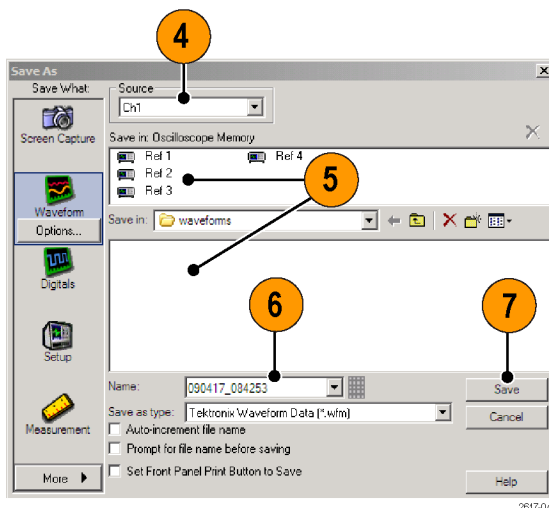 4
Save As
Save What:
Source
Ch1
Screen Capture
Save in: Oscilloscope Memory
Ref 1
Ref 4
Ref 2
Ref 3
5
Waveform
Options...
Save in:
waveforms
Digitals
6
7
Setup
Name:
090417_084253
Save
Save as type:
Tektronix Waveform Data (*.wfm)
Cancel
Measurement
Auto-increment file name
Prompt for file name before saving
Set Front Panel Print Button to Save
More
Help